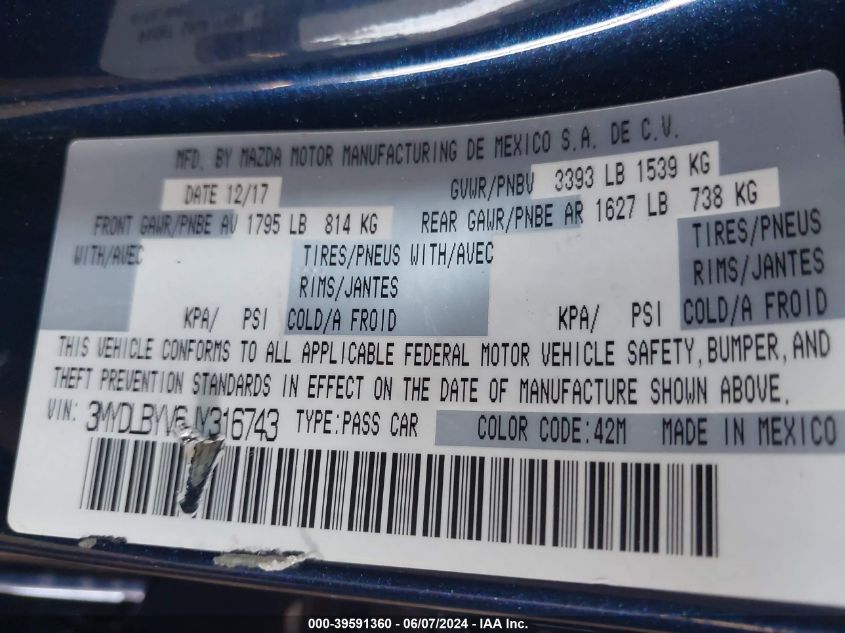 MFD. BY MAZDA MOTOR MANUFACTURING DE MEXICO S.A. DE C.V.
DATE 12/17 GVWR/PNBV 3393 LB 1539 KG
FRONT GAWR/PNBE AV 1795 LB 814 KG REAR GAWR/PNBE AR 1627 LB 738 KG
WITH/AVEC TIRES/PNEUS WITH/AVEC TIRES/PNEUS
RIMS/JANTES RIMS/JANTES
KPA/ PSI COLD/A FROID KPA/ PSI COLD/A FROID
THIS VEHICLE CONFORMS TO ALL APPLICABLE FEDERAL MOTOR VEHICLE SAFETY, BUMPER, AND
THEFT PREVENTION STANDARDS IN EFFECT ON THE DATE OF MANUFACTURE SHOWN ABOVE.
VIN: TYPE: PASS CAR COLOR CODE: 42M MADE IN MEXICO
000-39591360 - 06/07/2024 - IAA Inc.